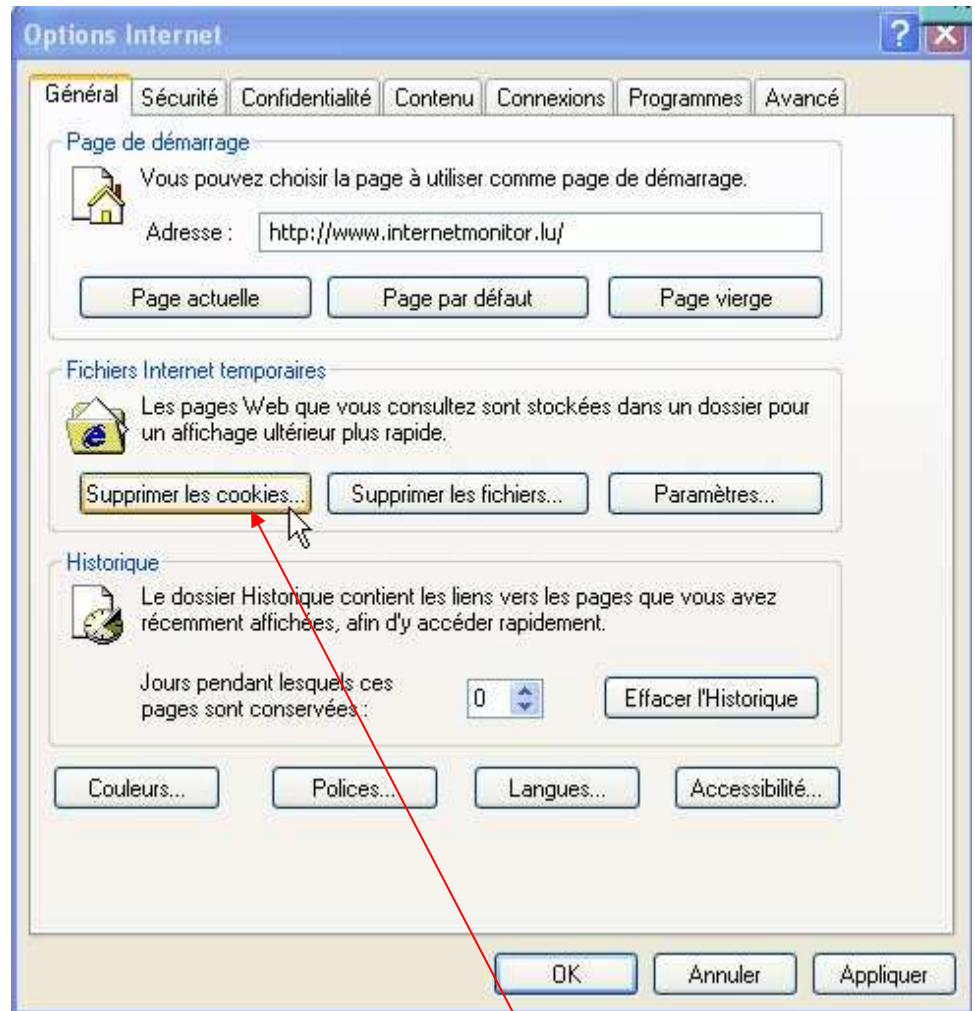 Options Internet
?
Général Sécurité Confidentialité Contenu Connexions Programmes Avancé
Page de démarrage
Vous pouvez choisir la page à utiliser comme page de démarrage.
Adresse : http://www.internetmonitor.lu/
Page actuelle Page par défaut Page vierge
Fichiers Internet temporaires
Les pages Web que vous consultez sont stockées dans un dossier pour
un affichage ultérieur plus rapide.
Supprimer les cookies... Supprimer les fichiers... Paramètres...
Historique
Le dossier Historique contient les liens vers les pages que vous avez
récemment affichées, afin d'y accéder rapidement.
Jours pendant lesquels ces
pages sont conservées : 0 Effacer l'Historique
Couleurs... Polices... Langues... Accessibilité...
OK Annuler Appliquer